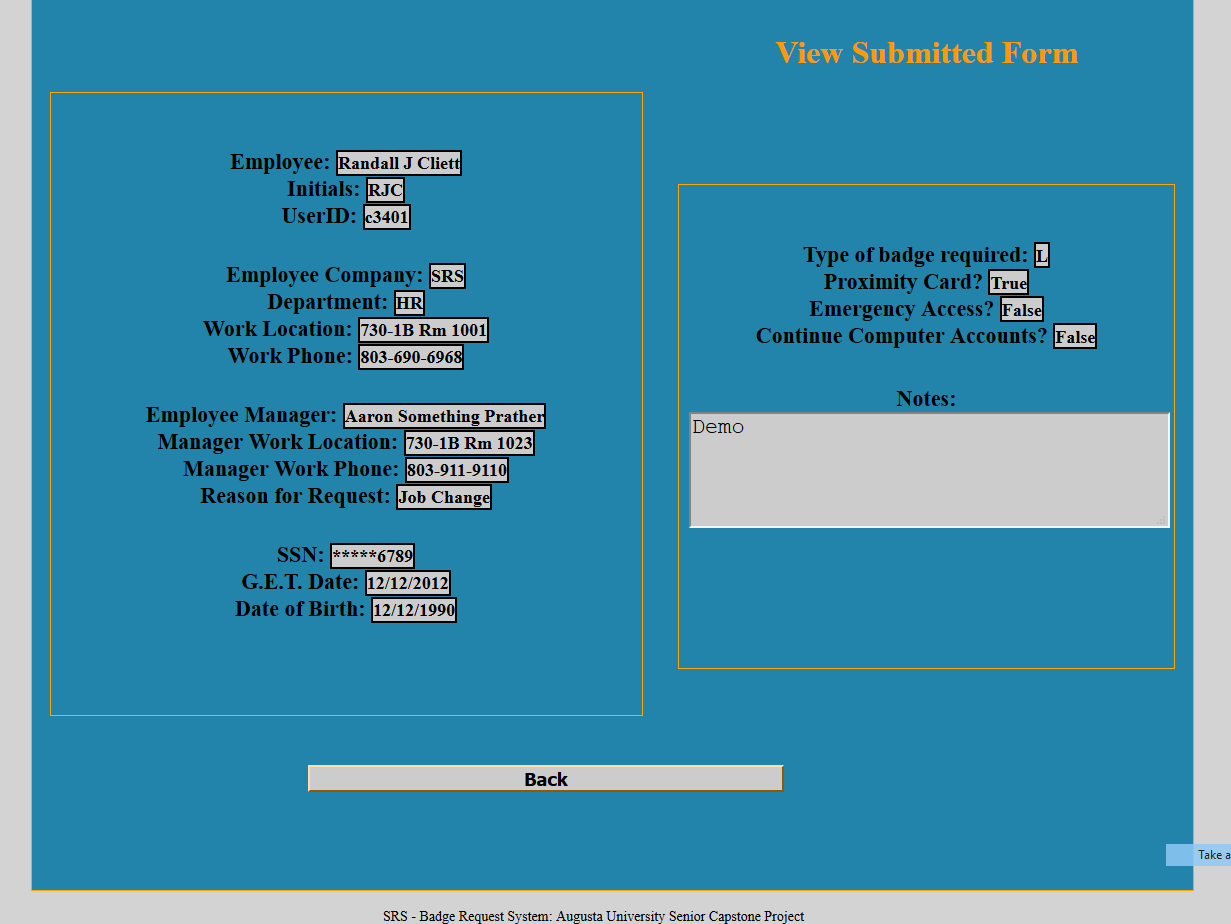 View Submitted Form
Employee: Randall J Cliett
Initials: RJC
UserID: c3401
Employee Company: SRS
Department: HR
Work Location: 730-1B Rm 1001
Work Phone: 803-690-6968
Employee Manager: Aaron Something Prather
Manager Work Location: 730-1B Rm 1023
Manager Work Phone: 803-911-9110
Reason for Request: Job Change
SSN: *****6789
G.E.T. Date: 12/12/2012
Date of Birth: 12/12/1990
Type of badge required: L
Proximity Card? True
Emergency Access? False
Continue Computer Accounts? False
Notes:
Demo
Back
Take a
SRS - Badge Request System: Augusta University Senior Capstone Project